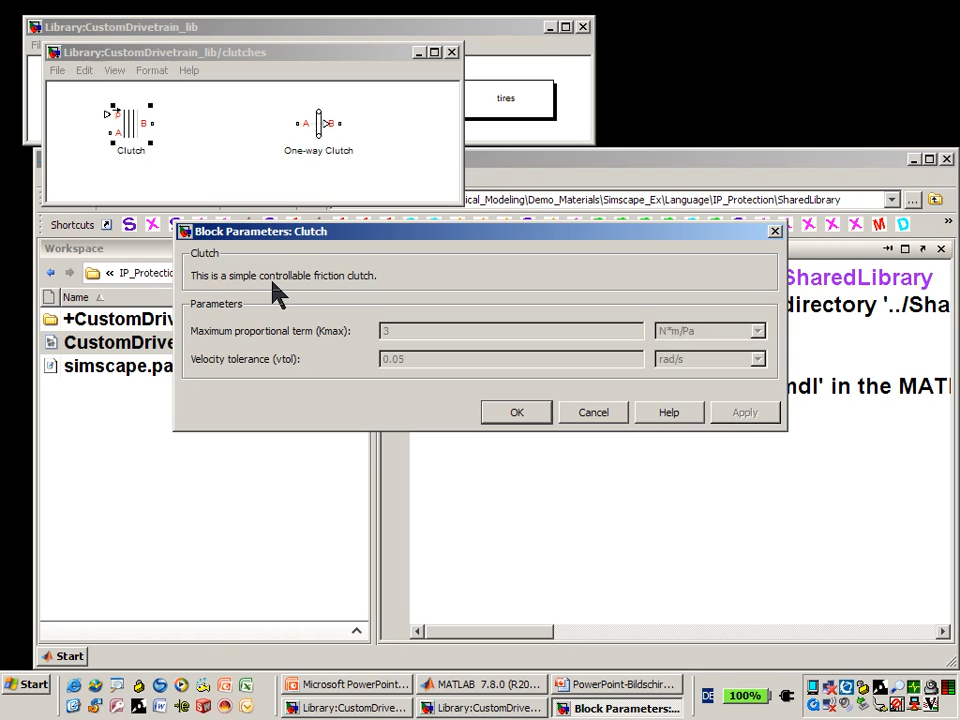 Library:CustomDrivetrain_lib
Library:CustomDrivetrain_lib/clutches
File Edit View Format Help
tires
A B
Clutch
A B
One-way Clutch
ical_Modeling\Demo_Materials\Simscape_Ex\Language\IP_Protection\SharedLibrary
Shortcuts
Workspace
« IP_Protectio
Name
+CustomDriv
CustomDrive
simscape.pa
SharedLibrary
directory '../Sha
mdl' in the MAT
Block Parameters: Clutch
Clutch
This is a simple controllable friction clutch.
Parameters
Maximum proportional term (Kmax): 3 N*m/Pa
Velocity tolerance (vtol): 0.05 rad/s
OK Cancel Help Apply
Start
Start
Microsoft PowerPoint...
MATLAB 7.8.0 (R20...
PowerPoint-Bildschir...
Library:CustomDrive...
Library:CustomDrive...
Block Parameters:...
DE
100%